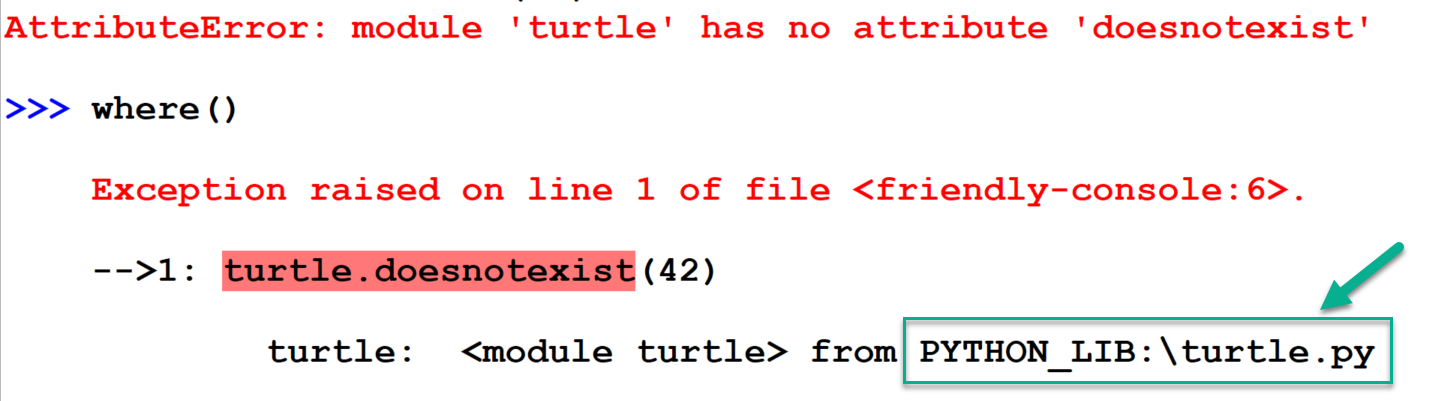 AttributeError: module 'turtle' has no attribute 'doesnotexist'
>>> where()
Exception raised on line 1 of file <friendly-console:6>.
-->1: turtle.doesnotexist(42)
turtle:  <module turtle> from PYTHON_LIB:\turtle.py